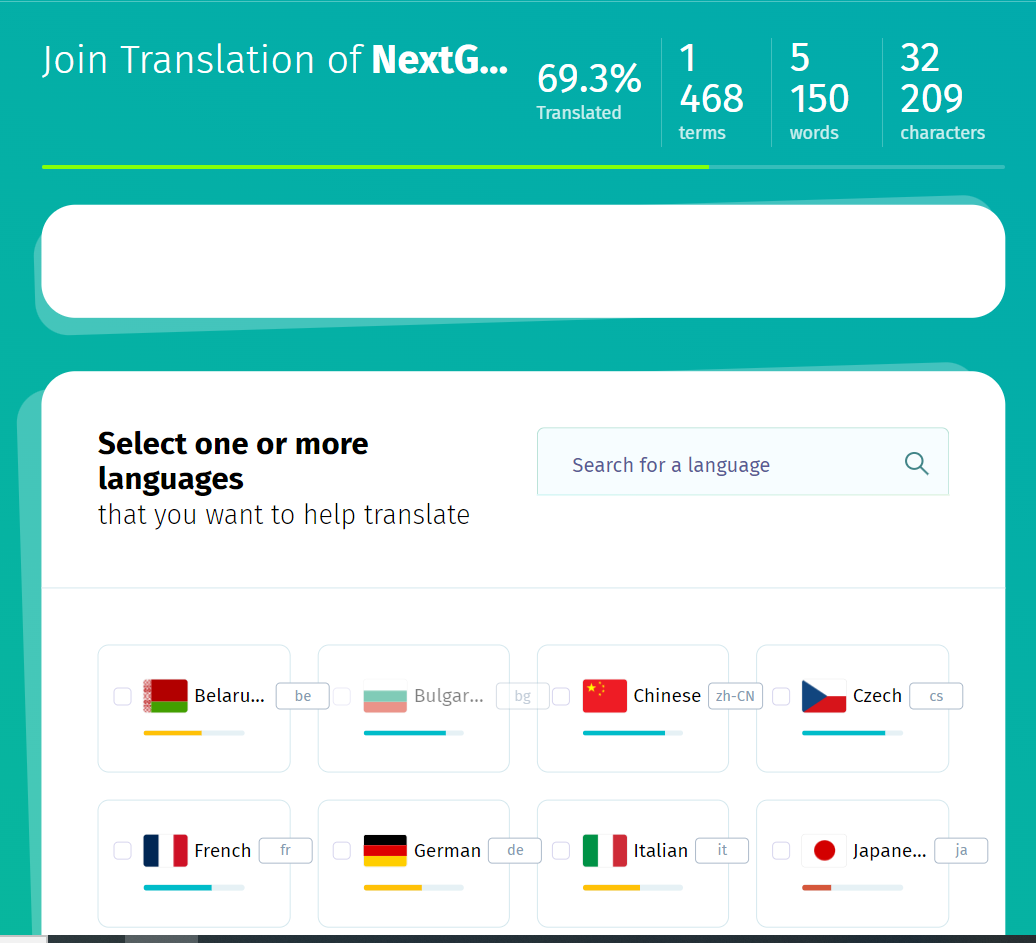 Join Translation of NextG...
69.3%
Translated
1
468
terms
5
150
words
32
209
characters
Select one or more
languages
that you want to help translate
Search for a language
Belaru... be
Bulgar... bg
Chinese zh-CN
Czech cs
French fr
German de
Italian it
Japane... ja